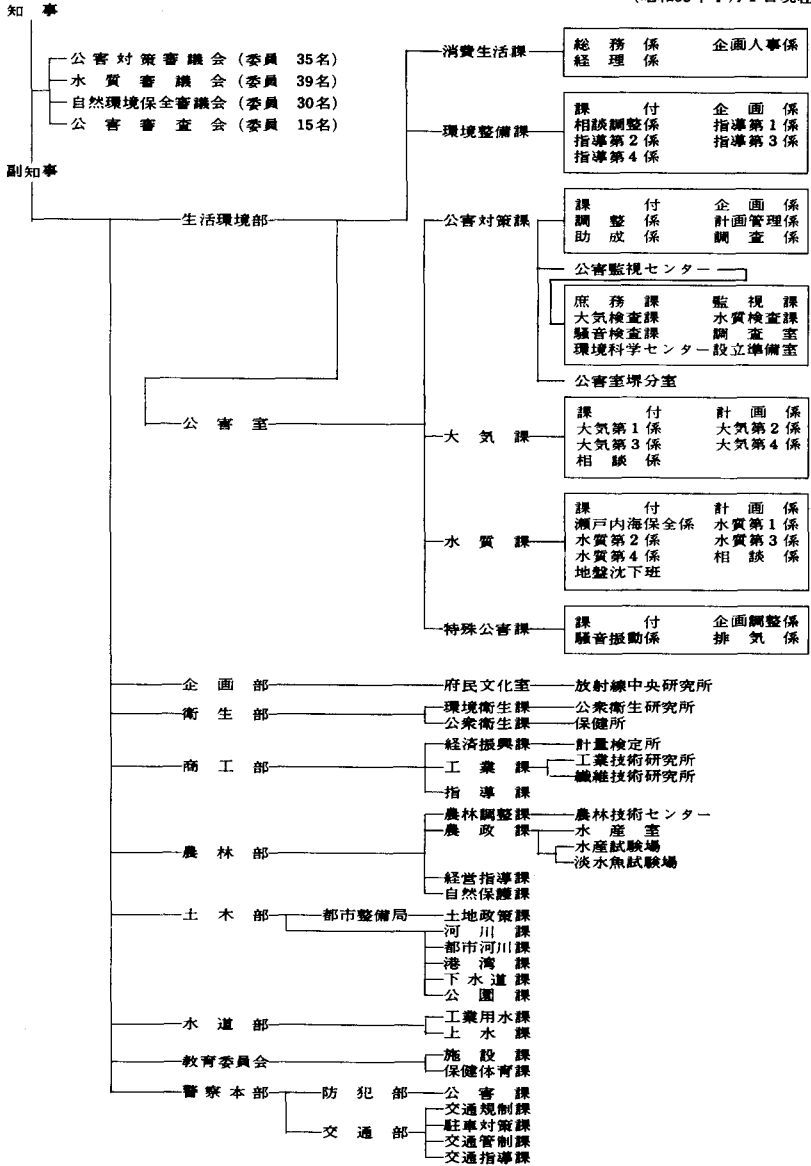 知事
公害対策審議会（委員 35名）
水質審議会（委員 39名）
自然環境保全審議会（委員 30名）
公害審査会（委員 15名）
副知事
生活環境部
消費生活課
総務係 企画人事係
経理係
環境整備課
課付 企画係
相談調整係 指導第1係
指導第2係 指導第3係
指導第4係
公害室
公害対策課
課付 企画係
調整係 計画管理係
助成係 調査係
公害監視センター
庶務課 監視課
大気検査課 水質検査課
騒音検査課 調査室
環境科学センター設立準備室
公害室堺分室
大気課
課付 計画係
大気第1係 大気第2係
大気第3係 大気第4係
相談係
水質課
課付 計画係
瀬戸内海保全係 水質第1係
水質第2係 水質第3係
水質第4係 相談係
地盤沈下班
特殊公害課
課付 企画調整係
騒音振動係 排気係
企画部 府民文化室 放射線中央研究所
衛生部 環境衛生課 公衆衛生研究所
公衆衛生課 保健所
商工部 経済振興課 計量検定所
工業課 工業技術研究所
繊維技術研究所
指導課
農林部 農林調整課 農林技術センター
農政課 水産室
水産試験場
淡水魚試験場
経営指導課
自然保護課
土木部 都市整備局 土地政策課
河川課
都市河川課
港湾課
下水道課
公園課
水道部 工業用水課
上水課
教育委員会 施設課
保健体育課
警察本部 防犯部 公害課
交通部 交通規制課
駐車対策課
交通管制課
交通指導課